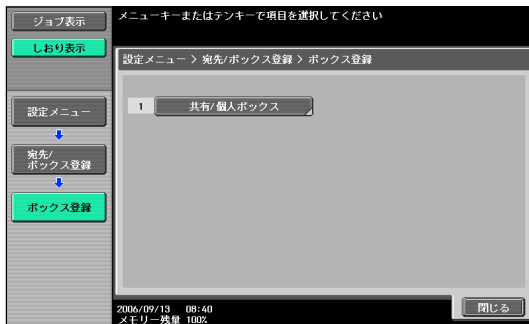 ジョブ表示
メニューキーまたはテンキーで項目を選択してください
しおり表示
設定メニュー > 宛先/ボックス登録 > ボックス登録
1 共有/個人ボックス
設定メニュー
宛先/
ボックス登録
ボックス登録
2006/09/13 08:40
メモリー残量 100%
閉じる